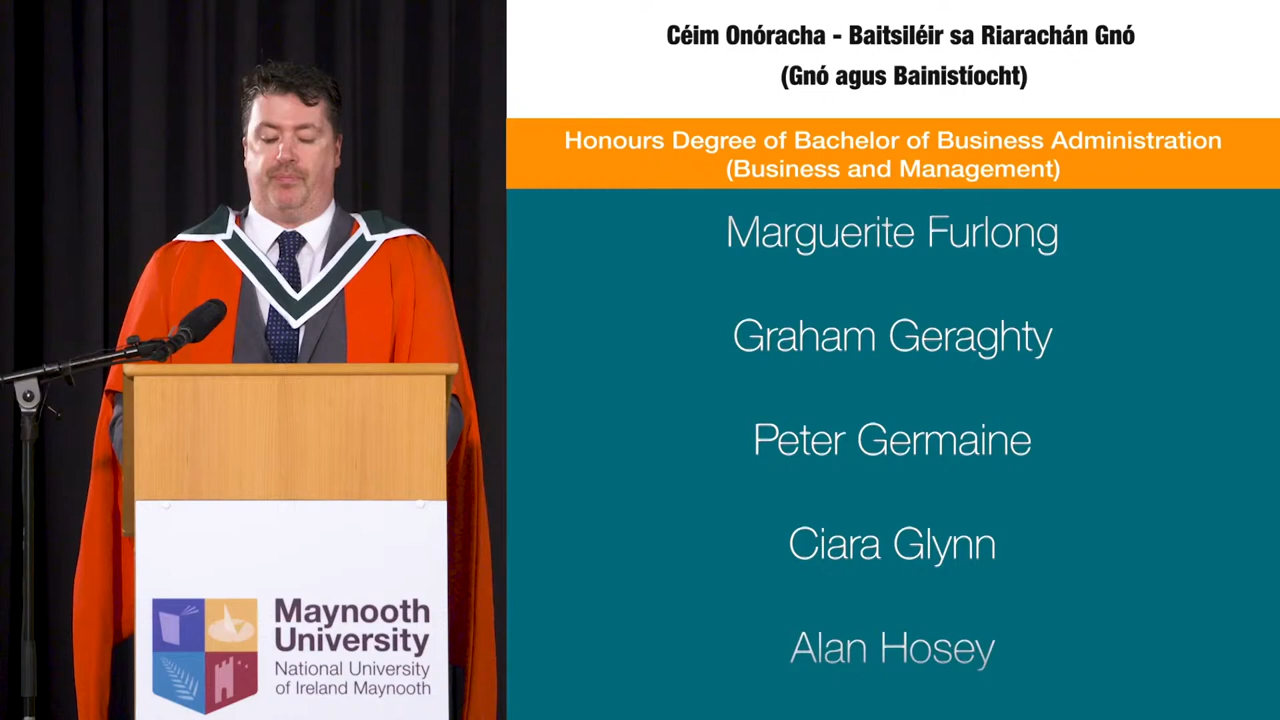 Céim Onóracha - Baitsiléir sa Riarachán Gnó
(Gnó agus Bainistíocht)
Honours Degree of Bachelor of Business Administration
(Business and Management)
Marguerite Furlong
Graham Geraghty
Peter Germaine
Ciara Glynn
Alan Hosey
Maynooth
University
National University
of Ireland Maynooth